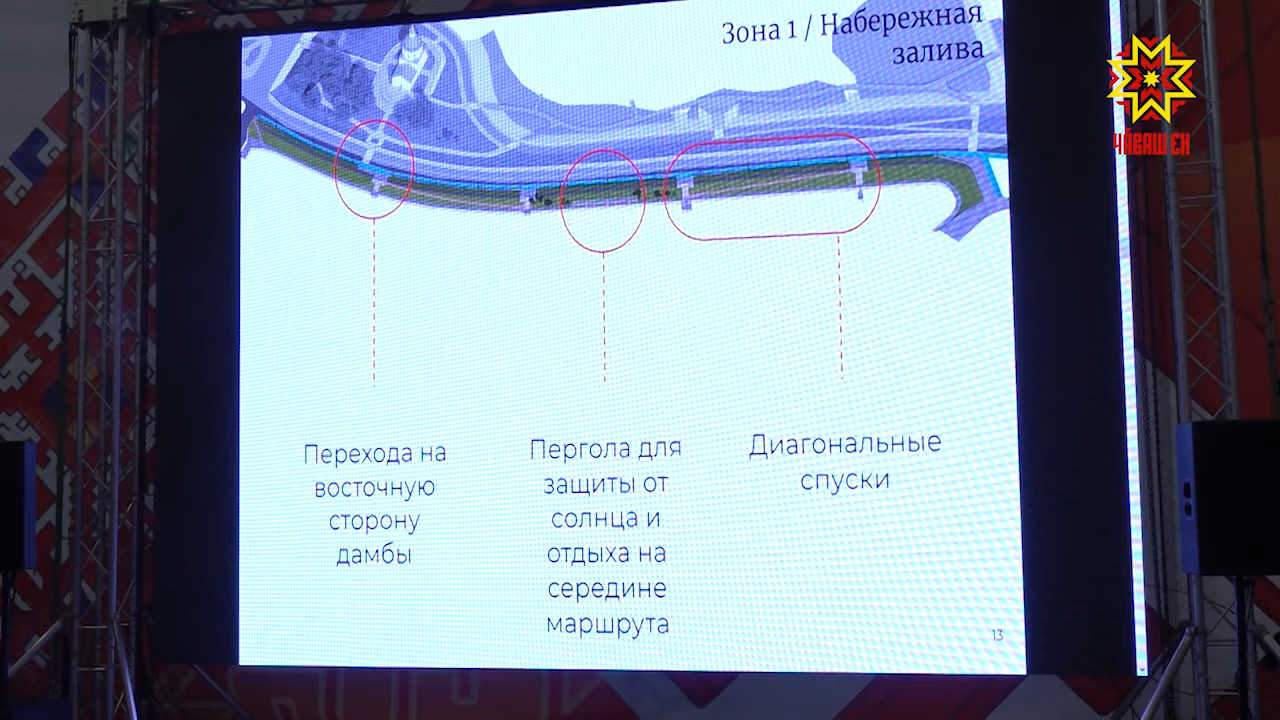 Зона 1 / Набережная
залива
ЧӐВАШ ЕН
Перехода на
восточную
сторону
дамбы
Пергола для
защиты от
солнца и
отдыха на
середине
маршрута
Диагональные
спуски
13